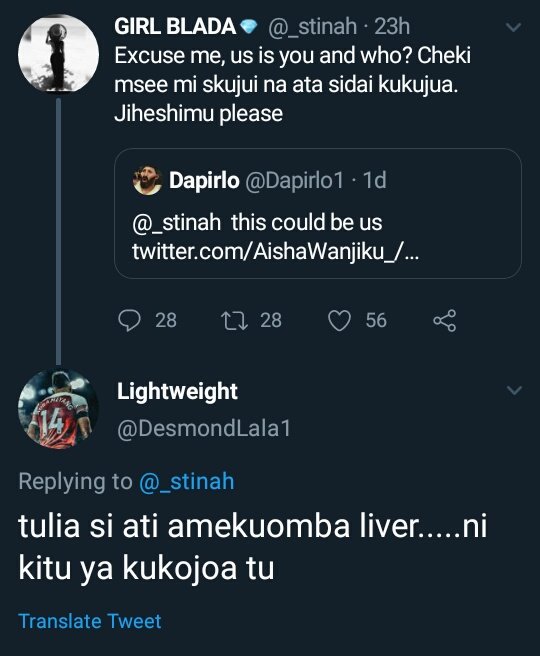 GIRL BLADA💎 @_stinah · 23h
Excuse me, us is you and who? Cheki
msee mi skujui na ata sidai kukujua.
Jiheshimu please
Dapirlo @Dapirlo1 · 1d
@_stinah this could be us
twitter.com/AishaWanjiku_/...
28 28 56
Lightweight
@DesmondLala1
Replying to @_stinah
tulia si ati amekuomba liver.....ni
kitu ya kukojoa tu
Translate Tweet